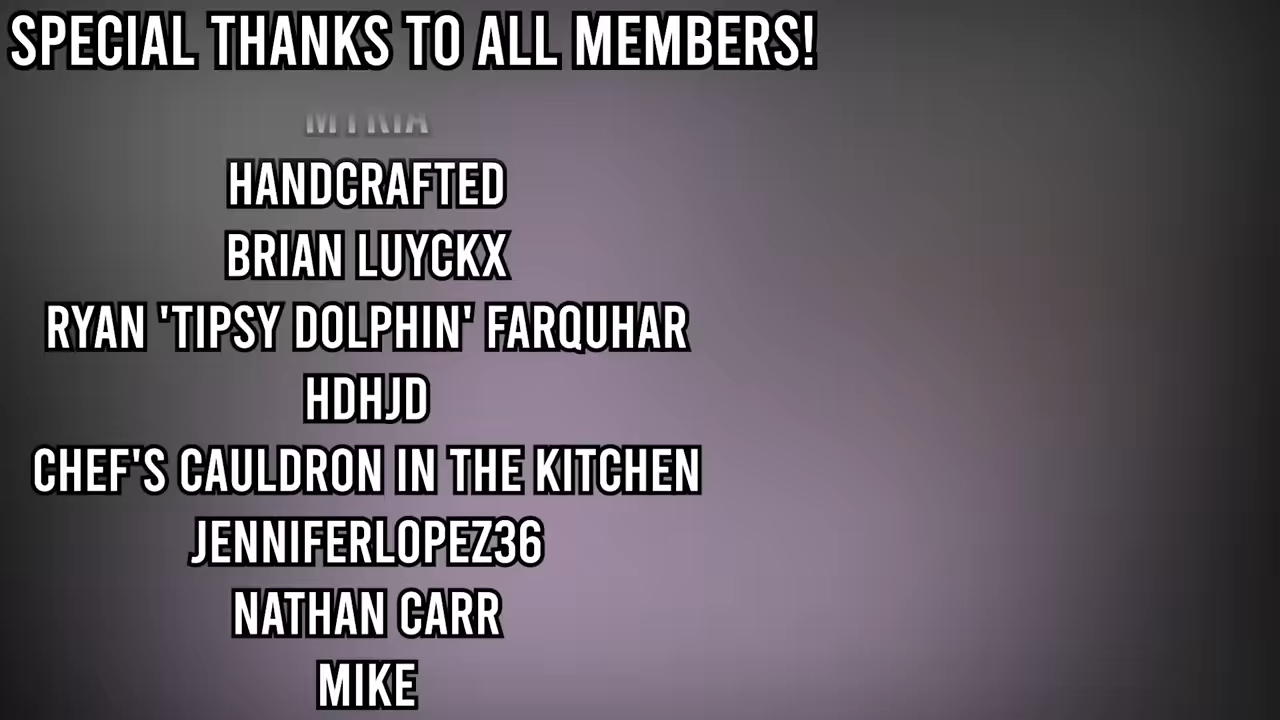 SPECIAL THANKS TO ALL MEMBERS!
HANDCRAFTED
BRIAN LUYCKX
RYAN 'TIPSY DOLPHIN' FARQUHAR
HDHJD
CHEF'S CAULDRON IN THE KITCHEN
JENNIFERLOPEZ36
NATHAN CARR
MIKE